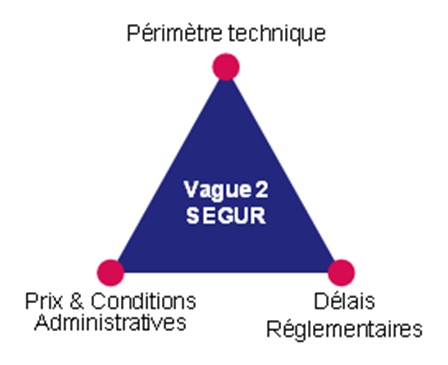 Périmètre technique
Vague 2
SEGUR
Prix & Conditions
Administratives
Délais
Réglementaires